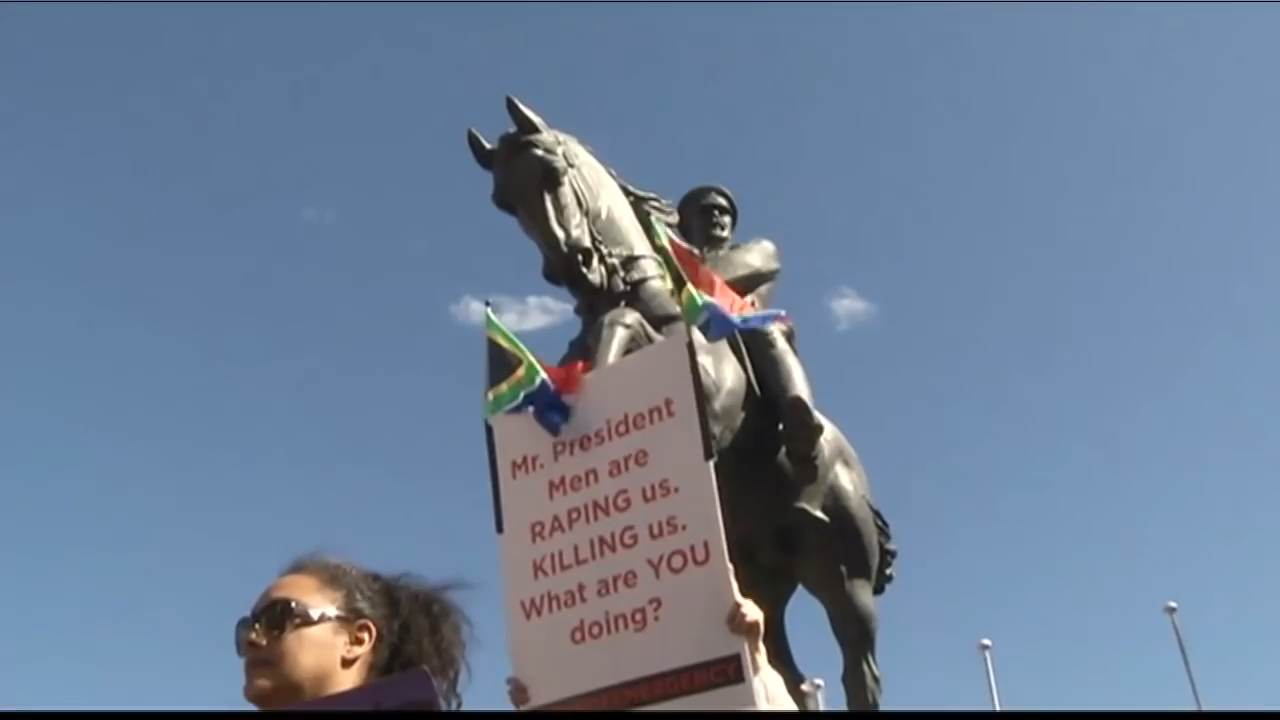 Mr. President
Men are
RAPING us.
KILLING us.
What are YOU
doing?